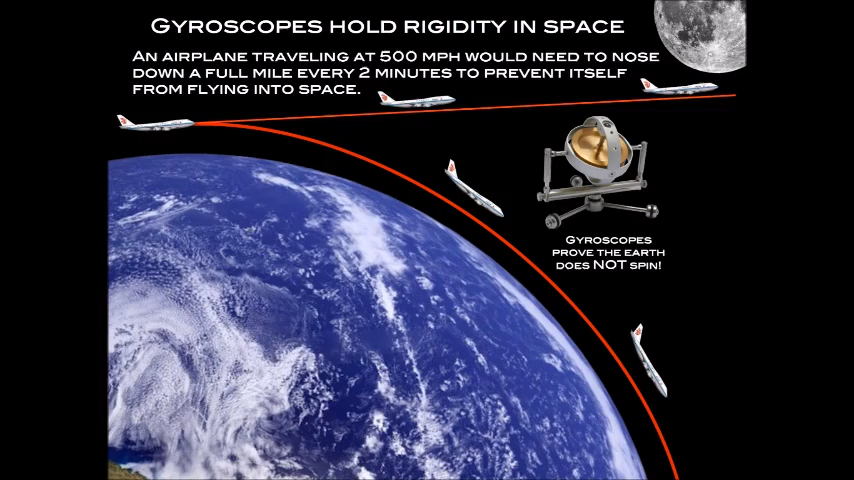 Gyroscopes hold rigidity in space
An airplane traveling at 500 mph would need to nose
down a full mile every 2 minutes to prevent itself
from flying into space.
Gyroscopes
prove the earth
does NOT spin!